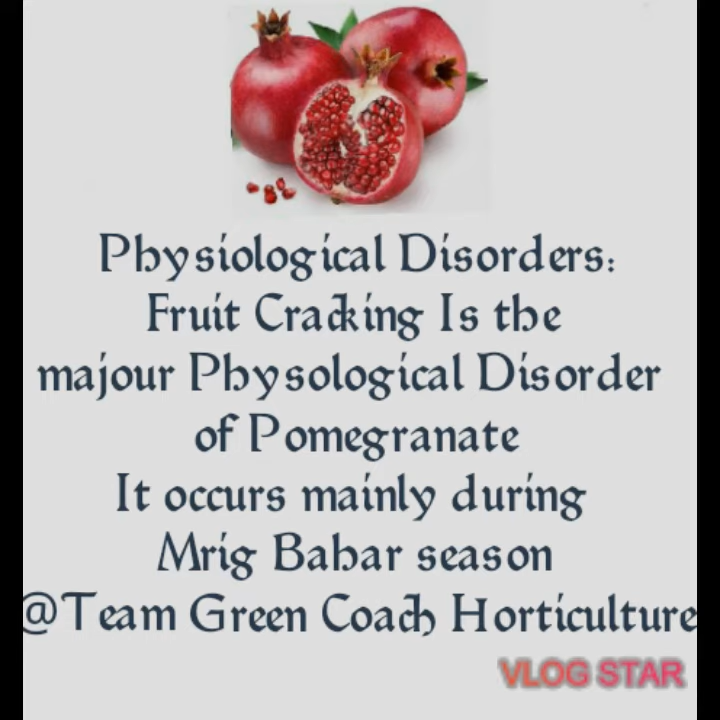 Physiological Disorders:
Fruit Cracking Is the
majour Physological Disorder
of Pomegranate
It occurs mainly during
Mrig Bahar season
@Team Green Coach Horticulture
VLOG STAR